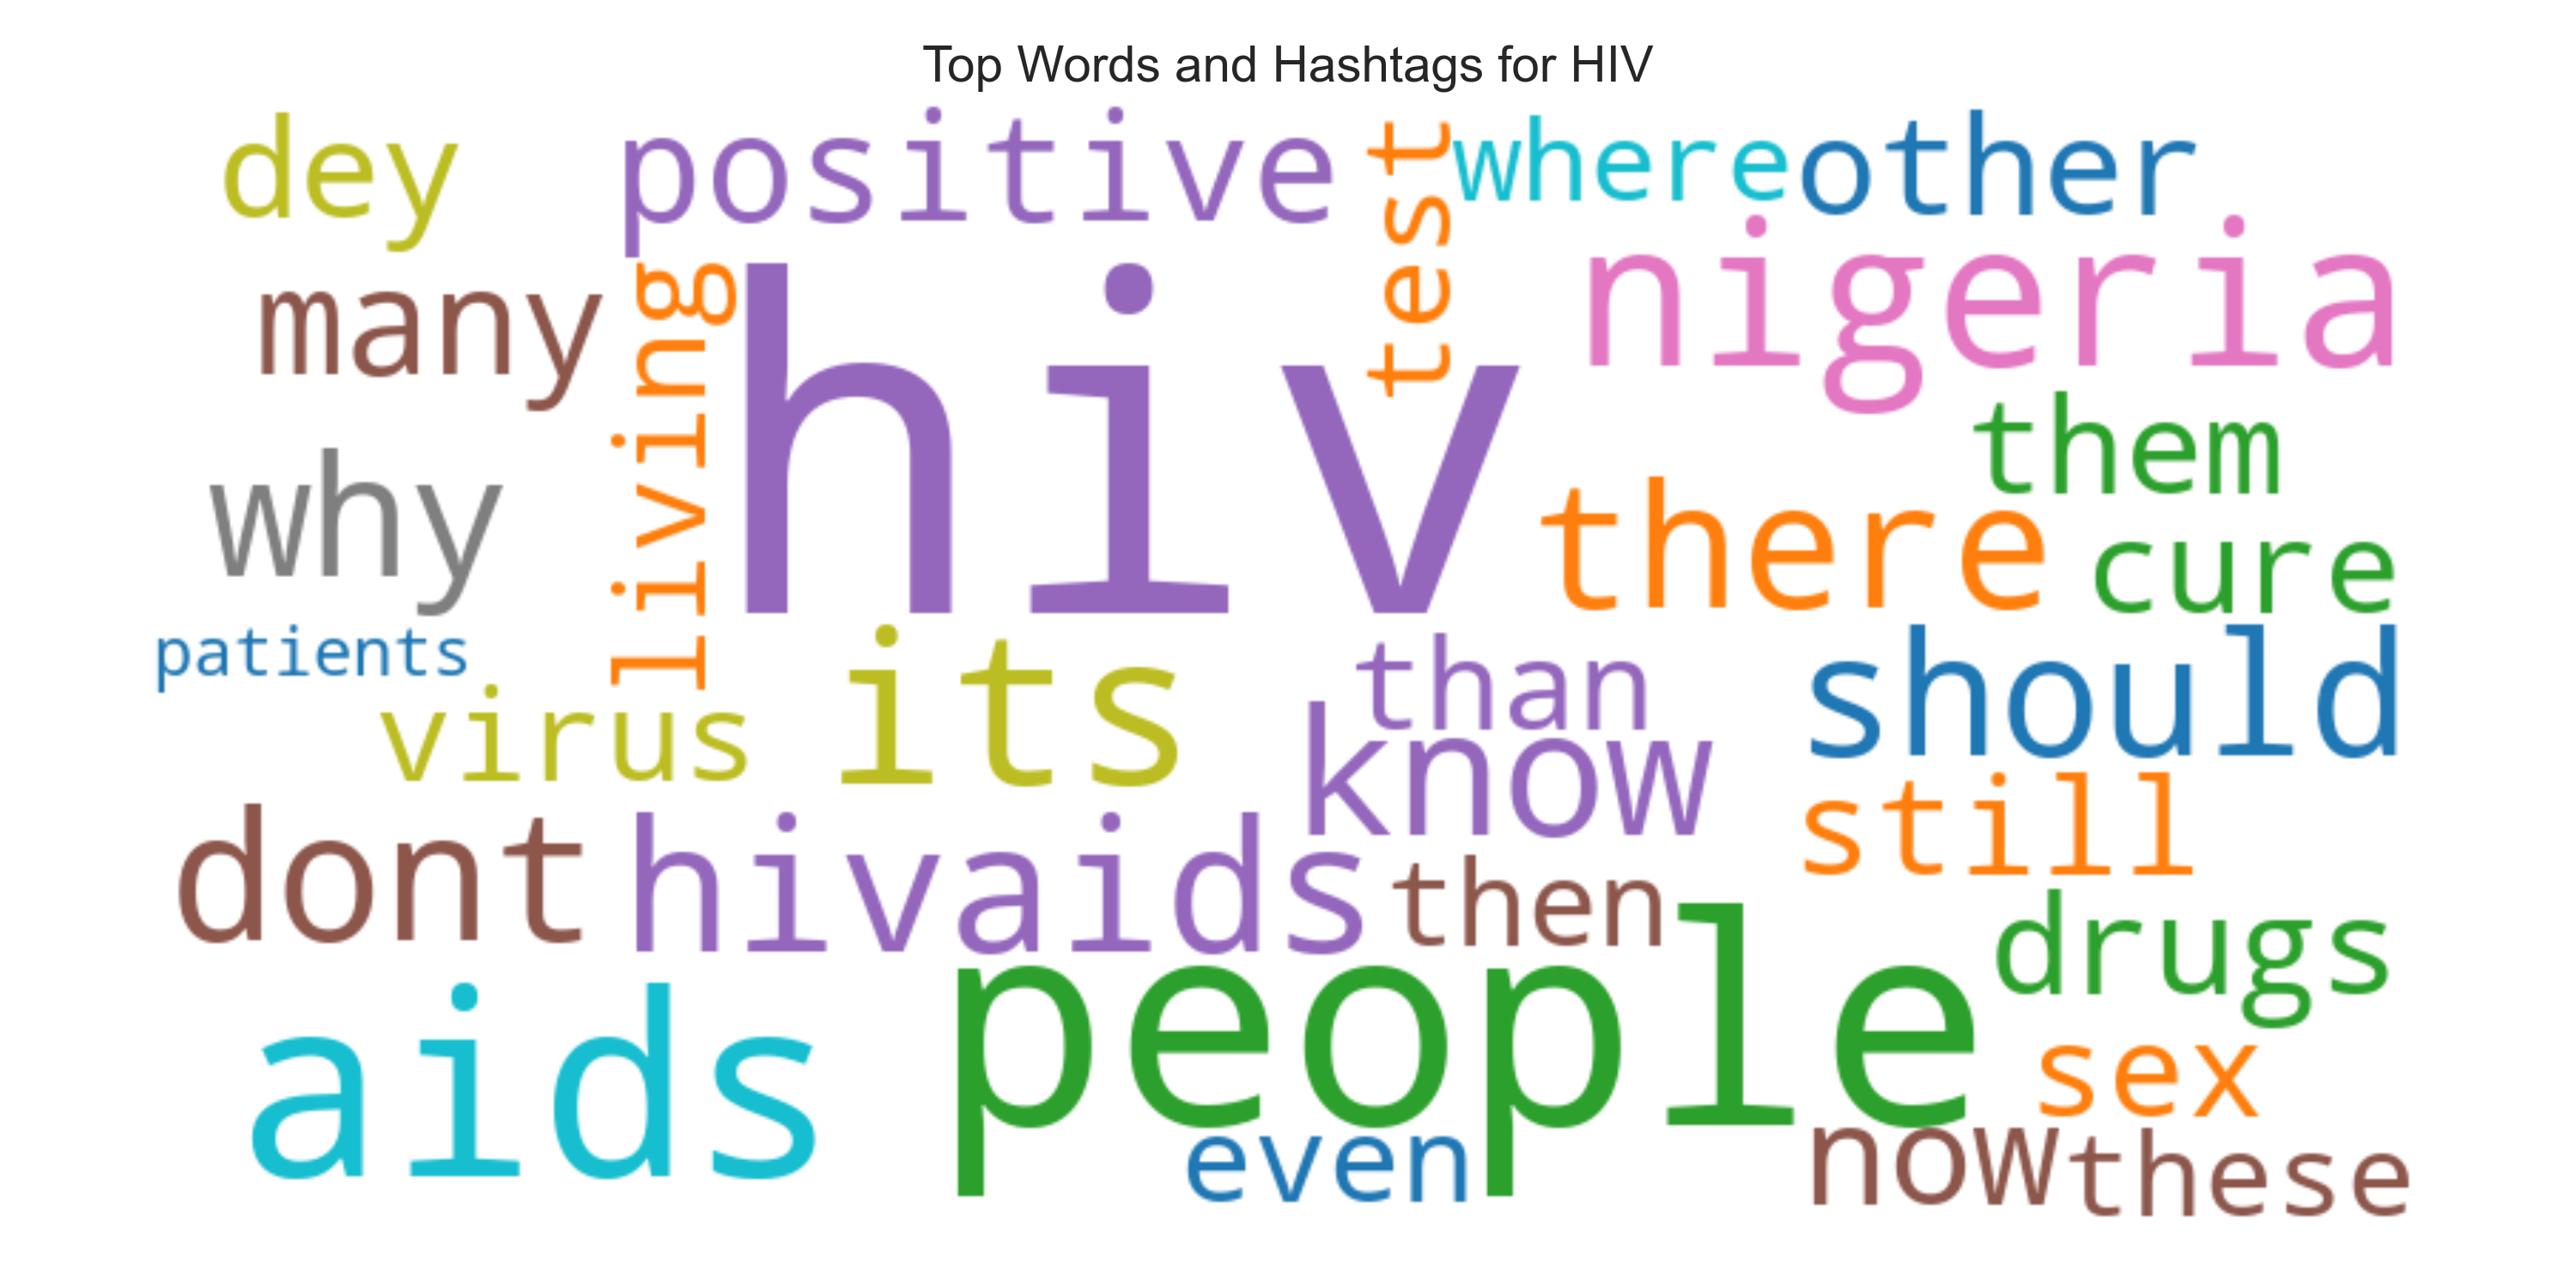 Top Words and Hashtags for HIV
dey
positive
test
where
other
nigeria
many
living
hiv
them
why
there
cure
patients
its
than
should
virus
know
still
dont
hivaids
then
drugs
aids
people
sex
even
now
these